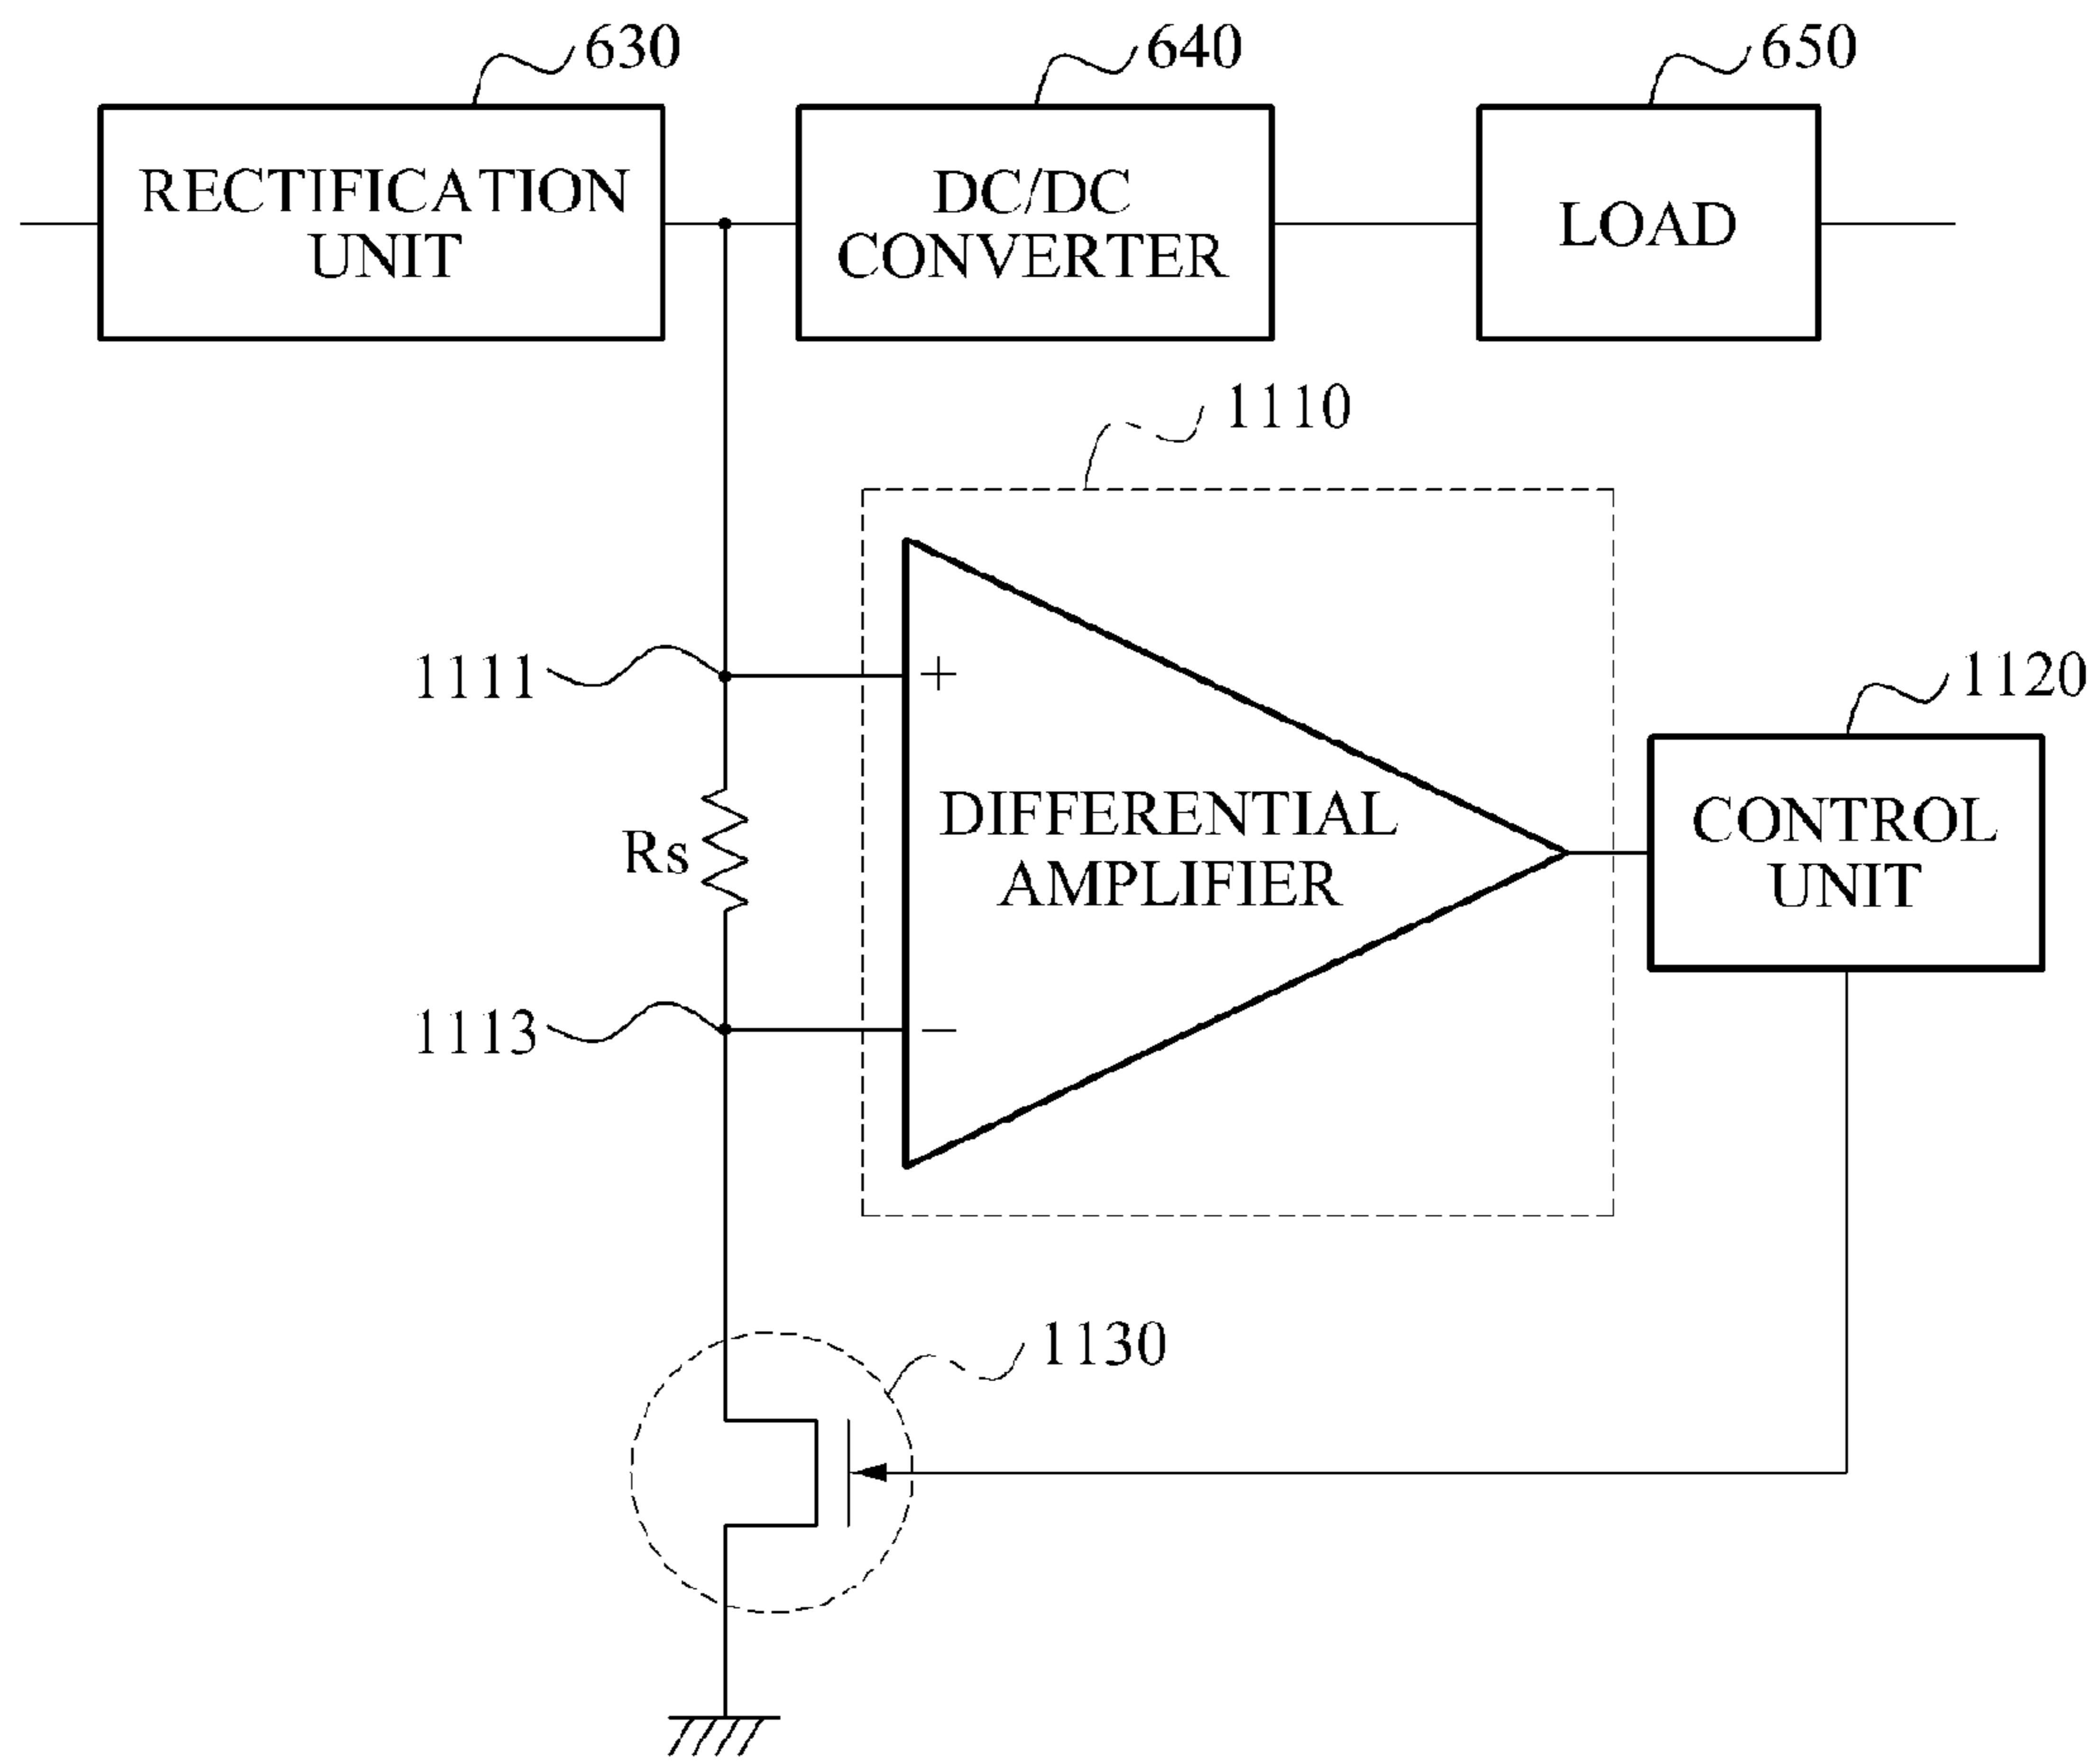 630
640
650
RECTIFICATION
UNIT
DC/DC
CONVERTER
LOAD
1110
1111
+
1120
DIFFERENTIAL
AMPLIFIER
CONTROL
UNIT
Rs
1113
−
1130